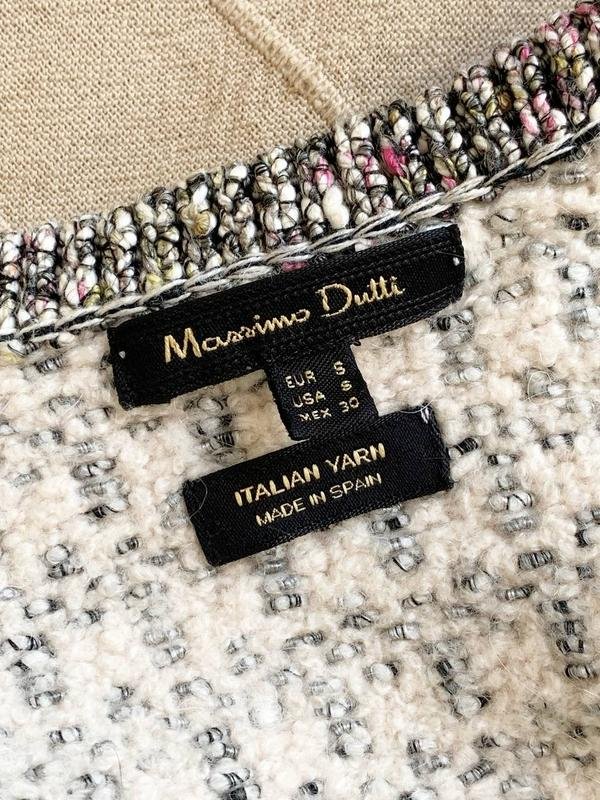 Massimo Dutti
EUR S
USA S
MEX 30
ITALIAN YARN
MADE IN SPAIN